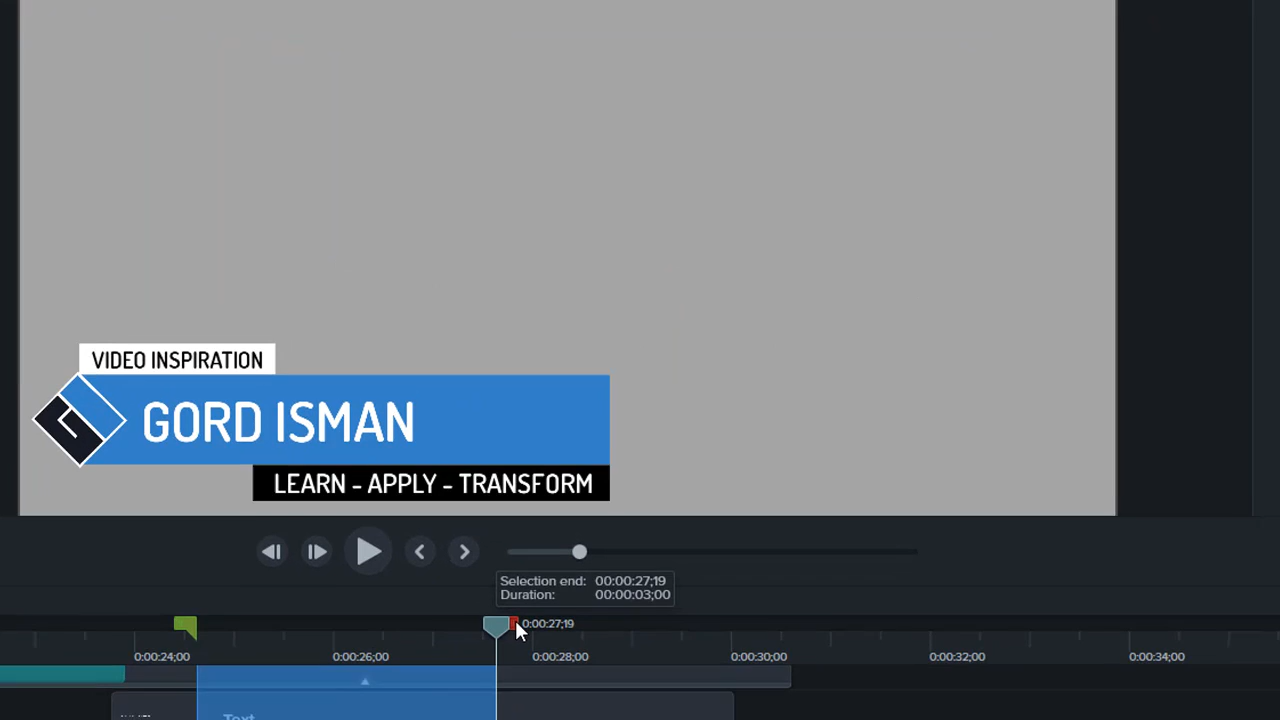 VIDEO INSPIRATION
GORD ISMAN
LEARN - APPLY - TRANSFORM
Selection end: 00:00:27;19
Duration: 00:00:03;00
0:00:27;19
0:00:24;00 0:00:26;00 0:00:28;00 0:00:30;00 0:00:32;00 0:00:34;00
Text